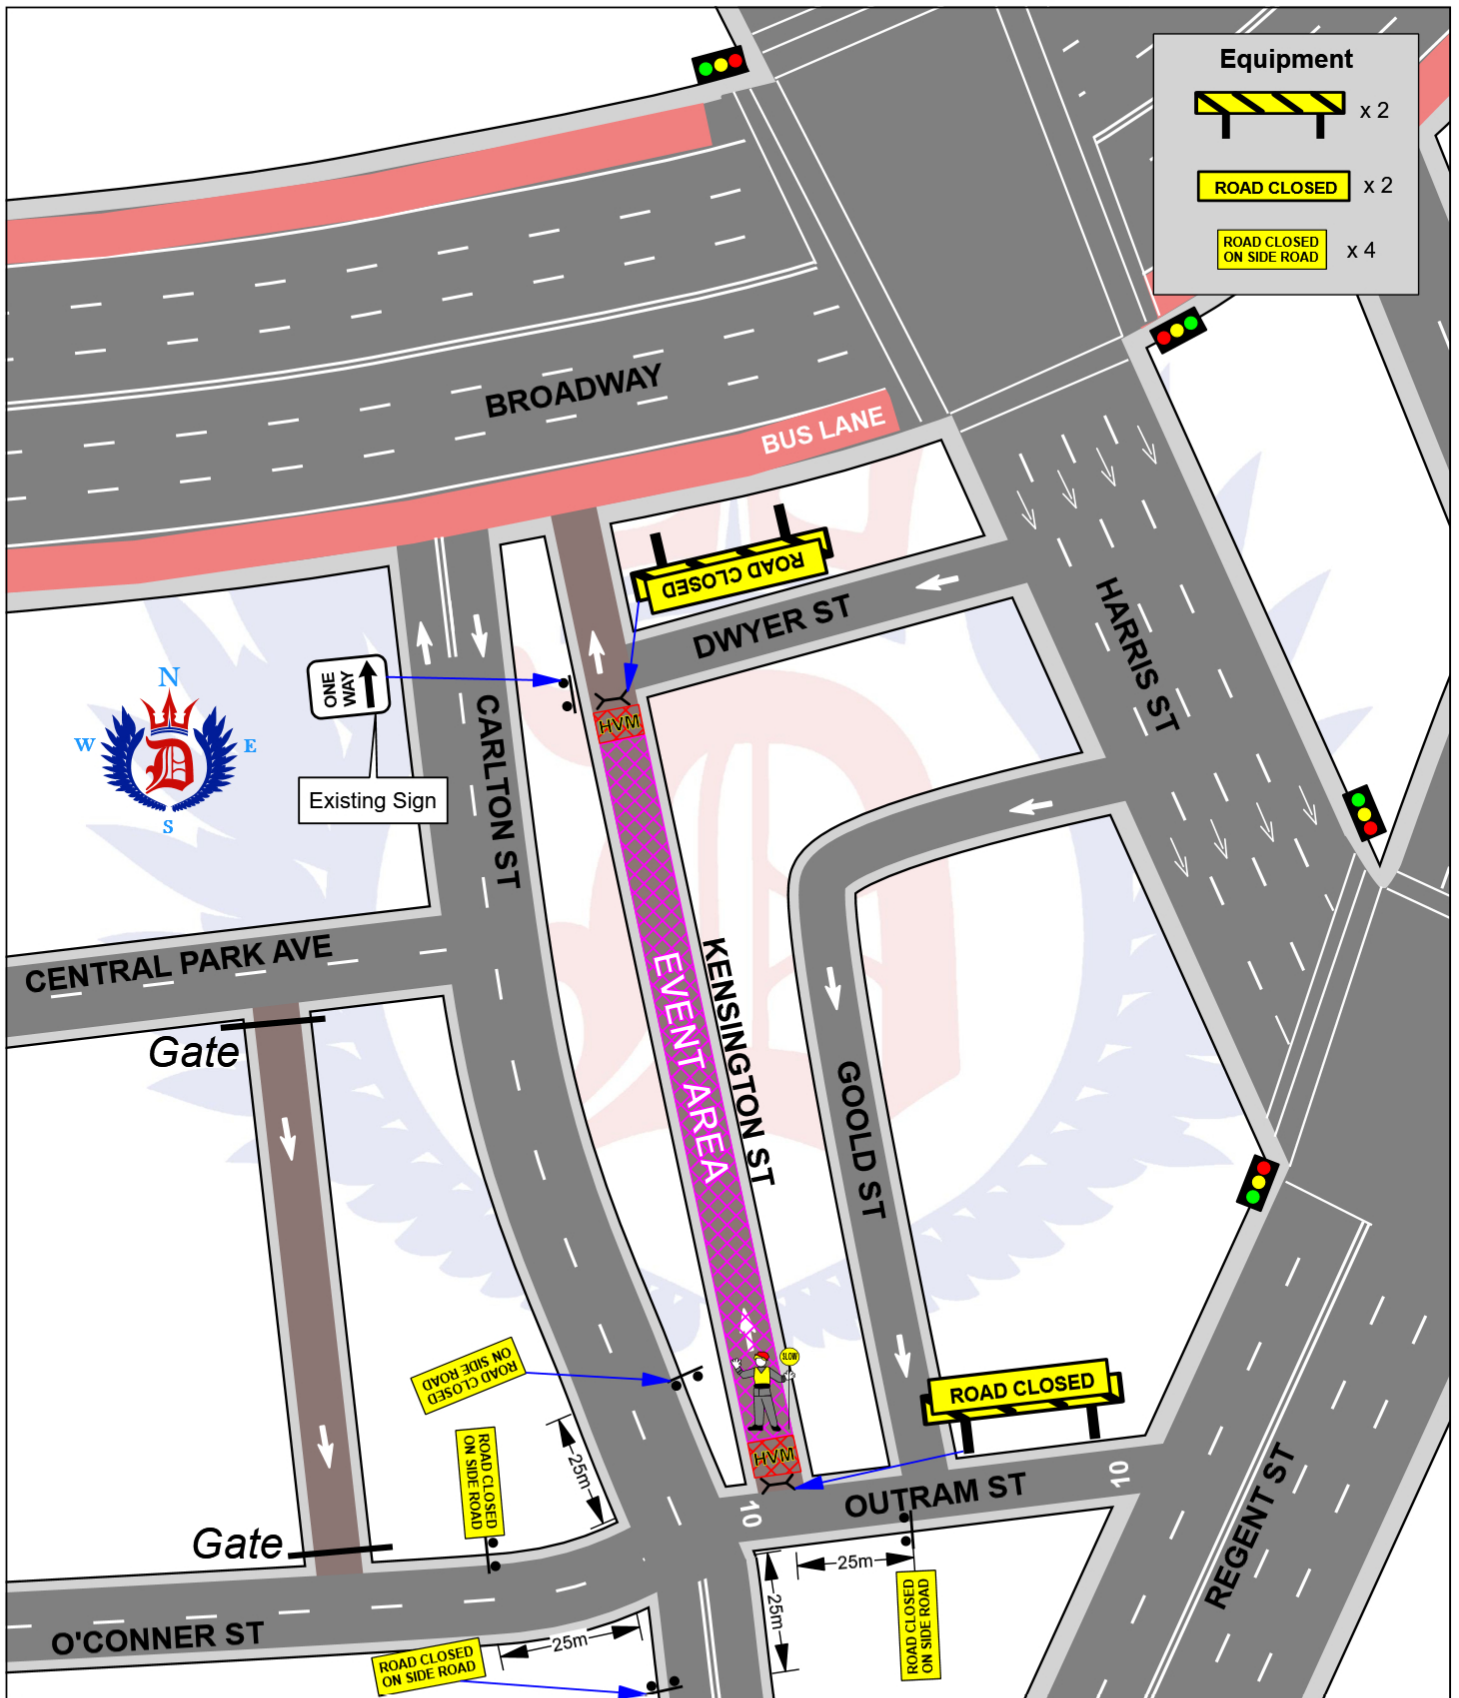 Equipment
x 2
ROAD CLOSED
x 2
ROAD CLOSED
ON SIDE ROAD
x 4
BROADWAY
BUS LANE
ROAD CLOSED
DWYER ST
HARRIS ST
ONE
WAY
Existing Sign
N
W
E
S
D
CARLTON ST
HVM
CENTRAL PARK AVE
Gate
EVENT AREA
KENSINGTON ST
GOOLD ST
SLOW
ROAD CLOSED
ON SIDE ROAD
ROAD CLOSED
ON SIDE ROAD
25m
HVM
ROAD CLOSED
10
OUTRAM ST
10
REGENT ST
Gate
25m
25m
ROAD CLOSED
ON SIDE ROAD
O'CONNER ST
25m
ROAD CLOSED
ON SIDE ROAD